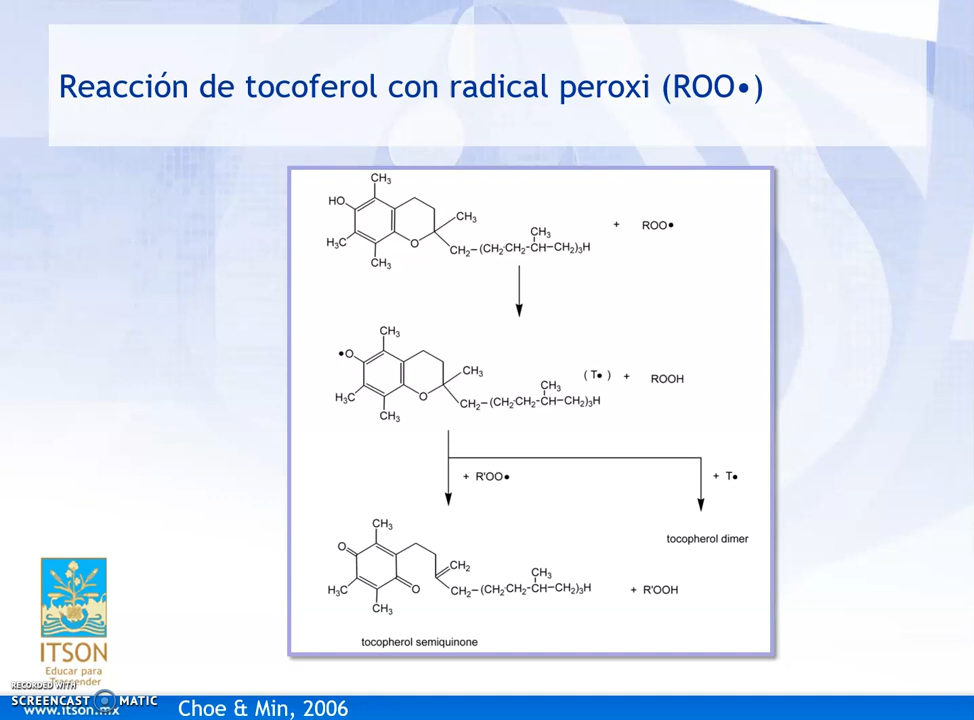 Reacción de tocoferol con radical peroxi (ROO•)
CH₃
HO
CH₃
+ ROO•
H₃C
O
CH₃
CH₂–(CH₂CH₂-CH–CH₂)₃H
CH₃
CH₃
•O
CH₃
( T• ) + ROOH
CH₃
H₃C
O
CH₂–(CH₂CH₂-CH–CH₂)₃H
CH₃
+ R'OO•
+ T•
CH₃
tocopherol dimer
O
CH₂
CH₃
H₃C
O
CH₂–(CH₂CH₂-CH–CH₂)₃H
+ R'OOH
CH₃
tocopherol semiquinone
ITSON
Educar para
Trascender
RECORDED WITH
SCREENCAST MATIC
www.itson.mx
Choe & Min, 2006